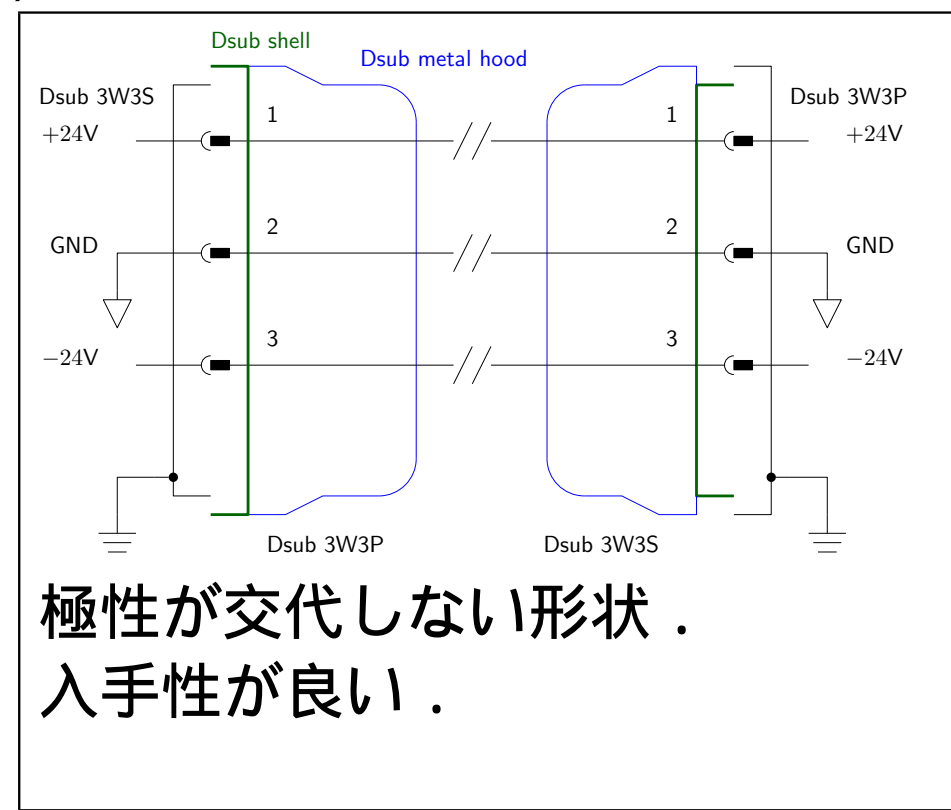 Dsub shell
Dsub metal hood
Dsub 3W3S
Dsub 3W3P
+24V
1
1
+24V
GND
2
2
GND
−24V
3
3
−24V
Dsub 3W3P
Dsub 3W3S
極性が交代しない形状．
入手性が良い．